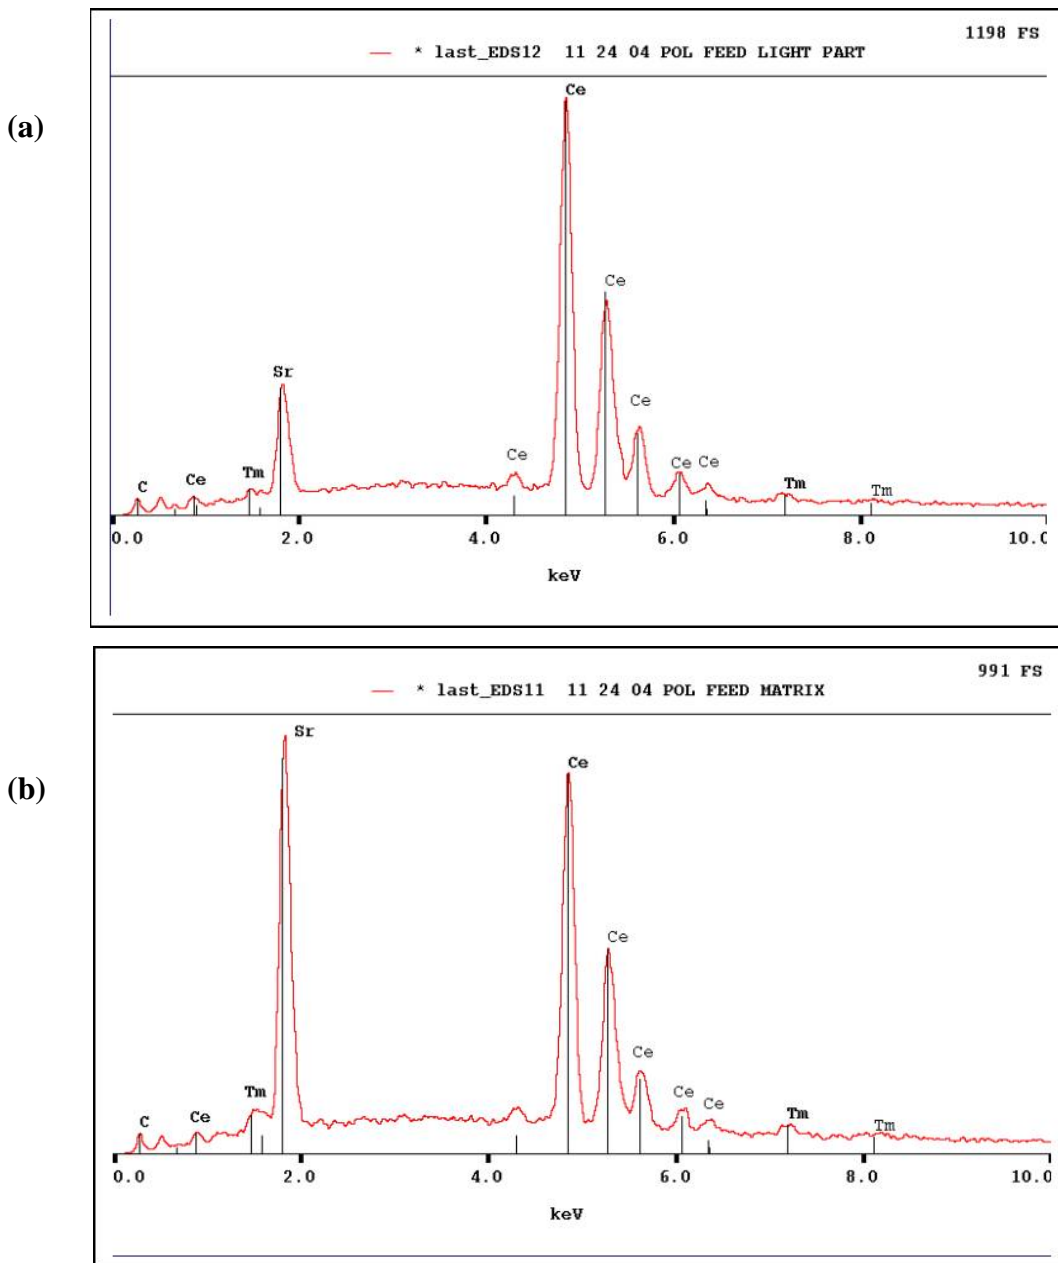 (a)
1198 FS
* last_EDS12 11 24 04 POL FEED LIGHT PART
Ce
Ce
Sr
Ce
Ce
Ce Ce
C Ce Tm
Tm Tm
0.0 2.0 4.0 6.0 8.0 10.0
keV
(b)
991 FS
* last_EDS11 11 24 04 POL FEED MATRIX
Sr
Ce
Ce
Ce
C Ce Tm Ce Ce Tm Tm
0.0 2.0 4.0 6.0 8.0 10.0
keV